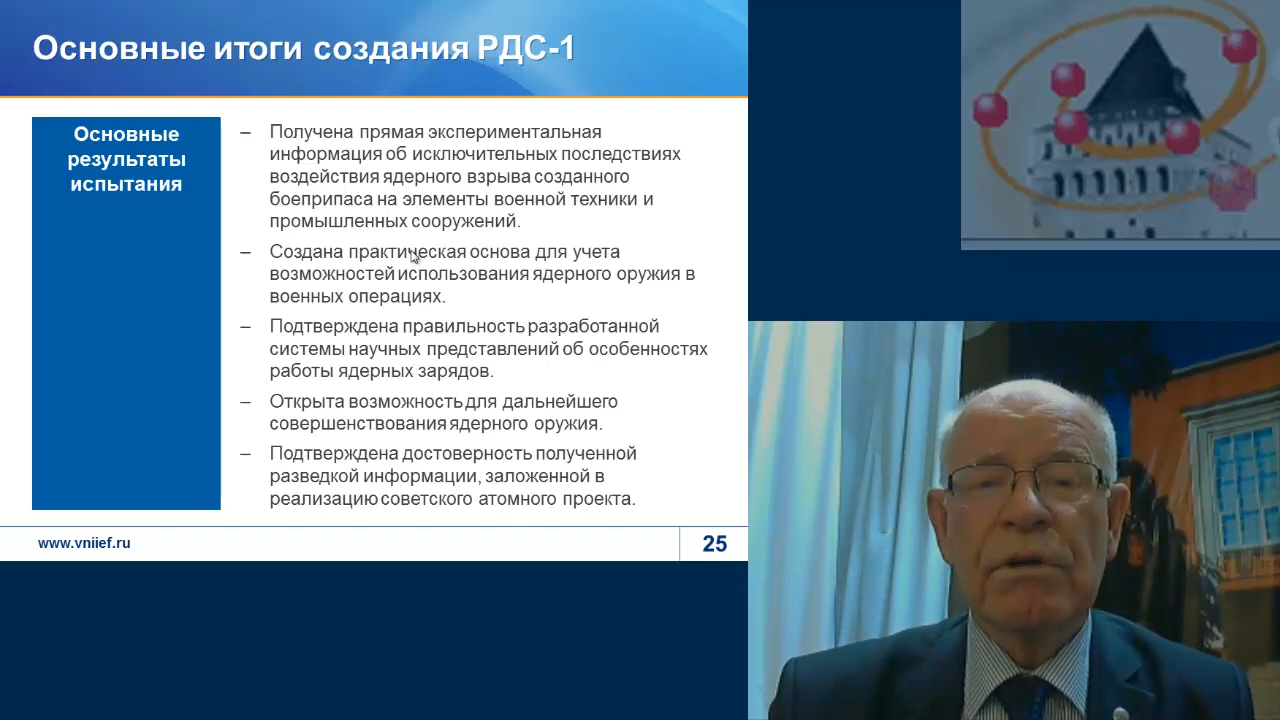 Основные итоги создания РДС-1
Основные
результаты
испытания
– Получена прямая экспериментальная
информация об исключительных последствиях
воздействия ядерного взрыва созданного
боеприпаса на элементы военной техники и
промышленных сооружений.
– Создана практическая основа для учета
возможностей использования ядерного оружия в
военных операциях.
– Подтверждена правильность разработанной
системы научных представлений об особенностях
работы ядерных зарядов.
– Открыта возможность для дальнейшего
совершенствования ядерного оружия.
– Подтверждена достоверность полученной
разведкой информации, заложенной в
реализацию советского атомного проекта.
www.vniief.ru
25